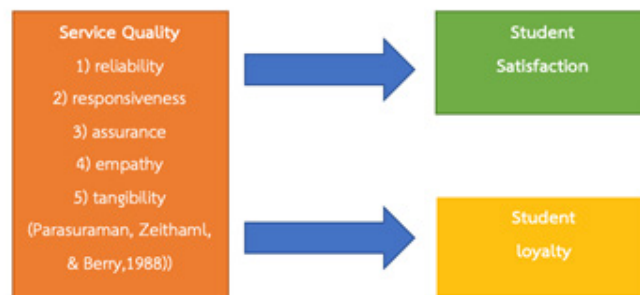 Service Quality
1) reliability
2) responsiveness
3) assurance
4) empathy
5) tangibility
(Parasuraman, Zeithaml,
& Berry,1988))
Student
Satisfaction
Student
loyalty